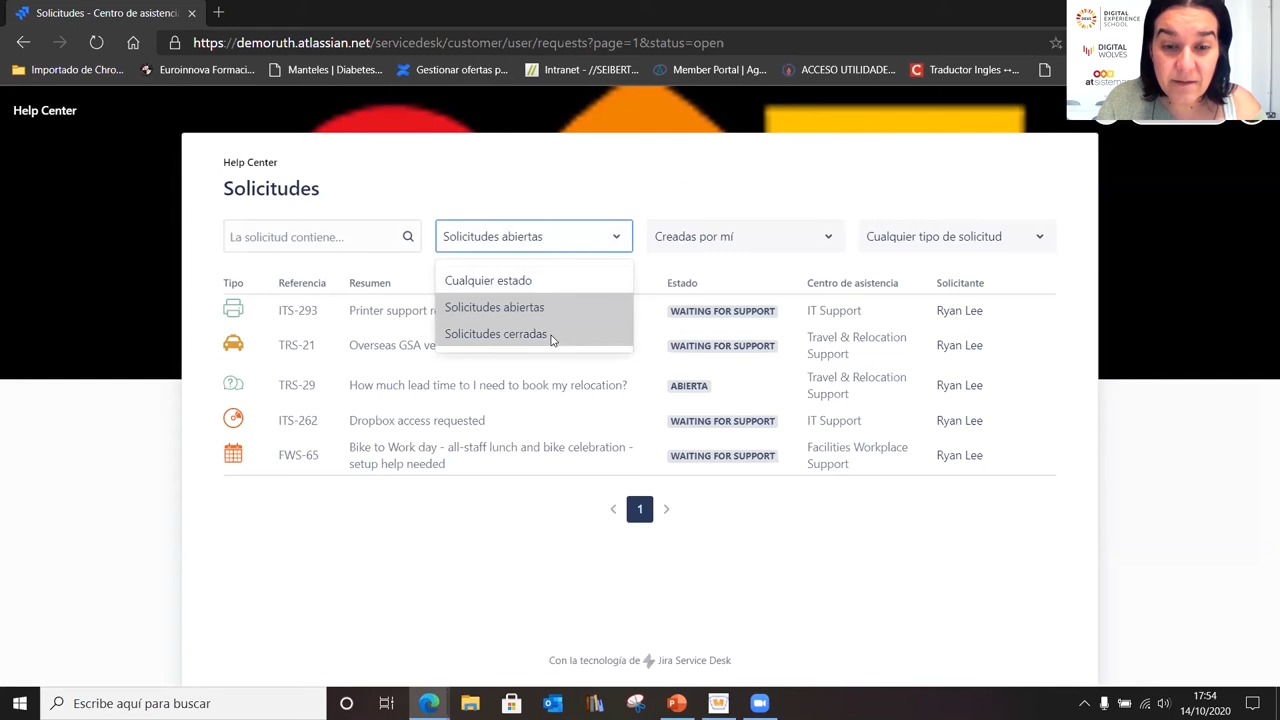 Solicitudes - Centro de asistenci
https://demoruth.atlassian.net/servicedesk/customer/user/requests?page=1&status=open
Importado de Chro...
Euroinnova Formaci...
Manteles | Diabetes...
Gestionar ofertas p...
Intrexx - //SEIBERT...
Member Portal | Ag...
ACCESIBILIDADE...
Traductor Ingles
DEXS
DIGITAL
EXPERIENCE
SCHOOL
DIGITAL
WOLVES
atsistemas
Help Center
Help Center
Solicitudes
La solicitud contiene...
Solicitudes abiertas
Creadas por mí
Cualquier tipo de solicitud
Cualquier estado
Solicitudes abiertas
Solicitudes cerradas
Tipo Referencia Resumen Estado Centro de asistencia Solicitante
ITS-293 Printer support WAITING FOR SUPPORT IT Support Ryan Lee
TRS-21 Overseas GSA WAITING FOR SUPPORT Travel & Relocation Support Ryan Lee
TRS-29 How much lead time to I need to book my relocation? ABIERTA Travel & Relocation Support Ryan Lee
ITS-262 Dropbox access requested WAITING FOR SUPPORT IT Support Ryan Lee
FWS-65 Bike to Work day - all-staff lunch and bike celebration - setup help needed WAITING FOR SUPPORT Facilities Workplace Support Ryan Lee
1
Con la tecnología de Jira Service Desk
Escribe aquí para buscar
17:54
14/10/2020